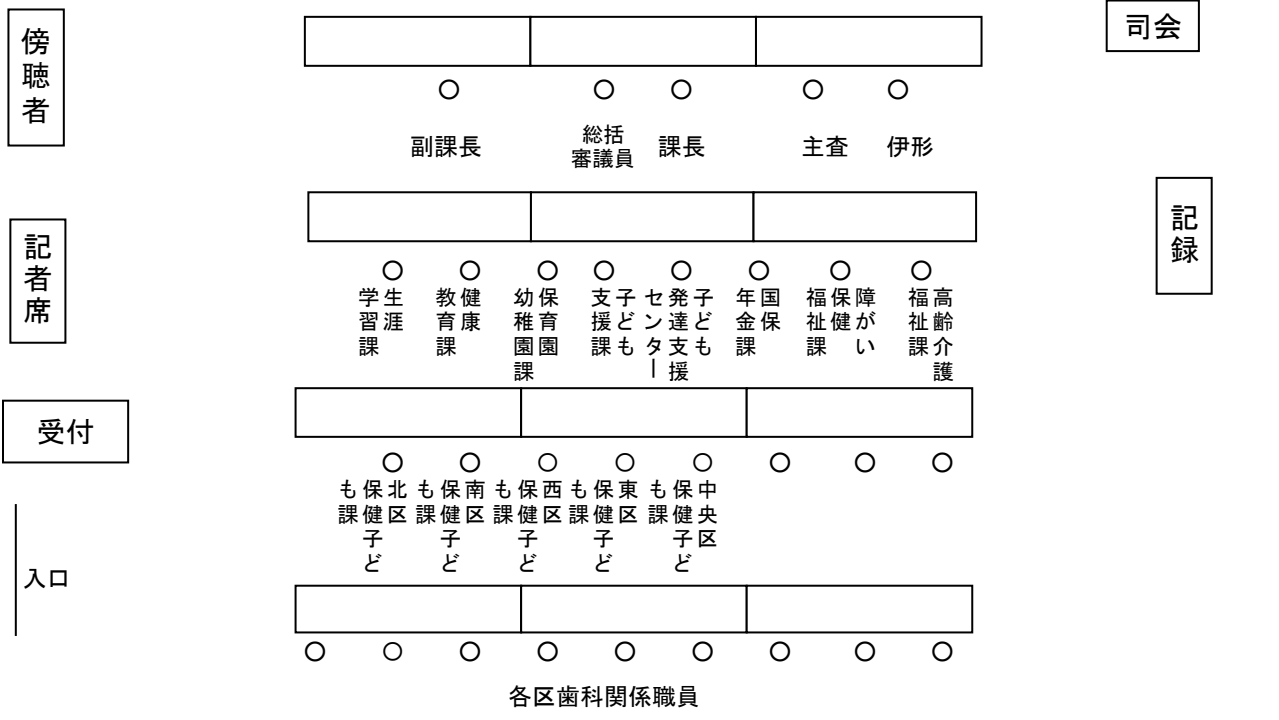 傍聴者
司会
副課長
総括
審議員
課長
主査
伊形
記者席
記録
生涯
学習課
健康
教育課
保育園
幼稚園課
子ども
支援課
子ども
発達支援
センター
国保
年金課
障がい
保健
福祉課
高齢介護
福祉課
受付
北区
保健子ど
も課
南区
保健子ど
も課
西区
保健子ど
も課
東区
保健子ど
も課
中央区
保健子ど
も課
入口
各区歯科関係職員